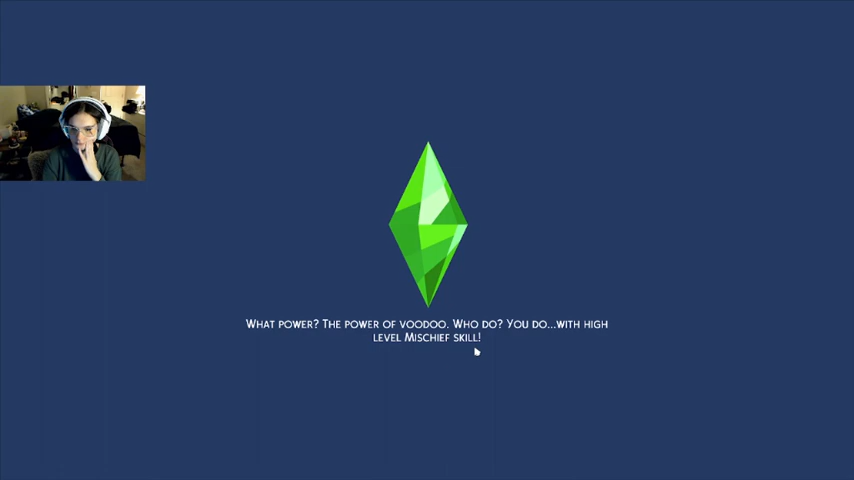 What power? The power of voodoo. Who do? You do...with high
level Mischief skill!